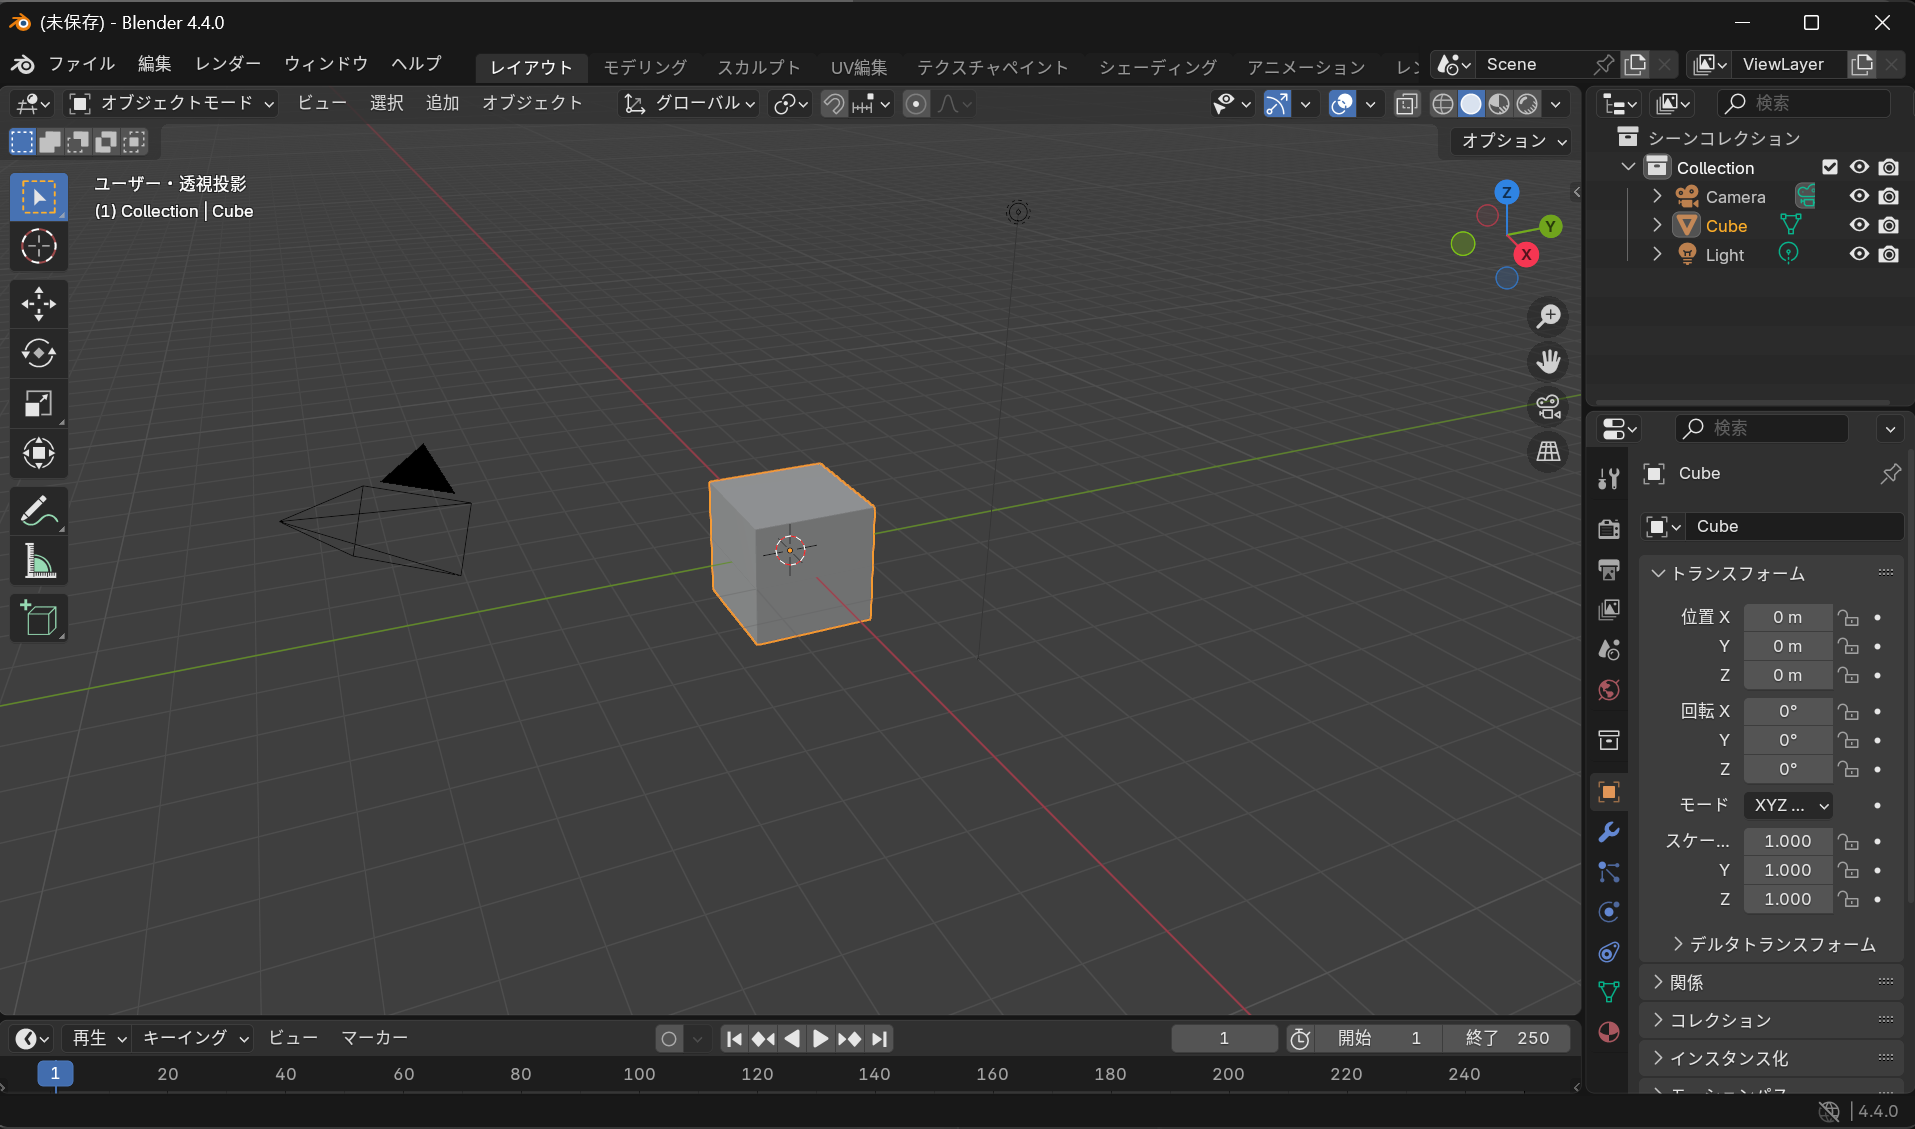 (未保存) - Blender 4.4.0
ファイル 編集 レンダー ウィンドウ ヘルプ レイアウト モデリング スカルプト UV編集 テクスチャペイント シェーディング アニメーション レン Scene ViewLayer
オブジェクトモード ビュー 選択 追加 オブジェクト グローバル 検索
オプション
シーンコレクション
Collection
Camera
Cube
Light
ユーザー・透視投影
(1) Collection | Cube
Z
Y
X
検索
Cube
Cube
トランスフォーム
位置 X 0 m
Y 0 m
Z 0 m
回転 X 0°
Y 0°
Z 0°
モード XYZ ...
スケー... 1.000
Y 1.000
Z 1.000
デルタトランスフォーム
関係
コレクション
インスタンス化
モーションパス
再生 キーイング ビュー マーカー 1 開始 1 終了 250
1 20 40 60 80 100 120 140 160 180 200 220 240
4.4.0